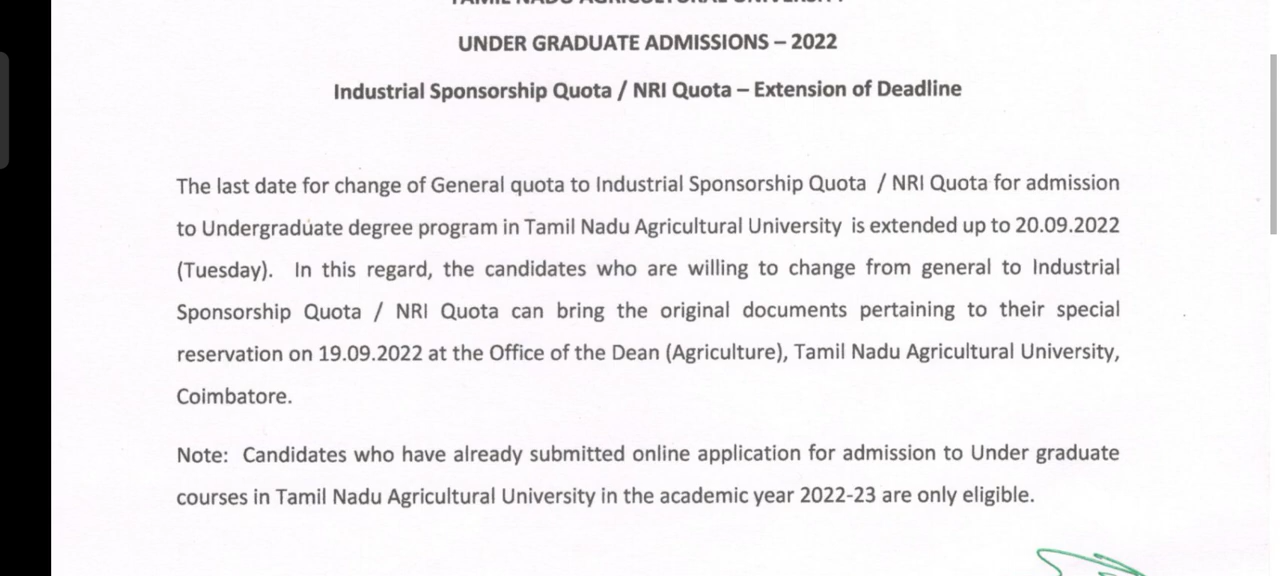 TAMIL NADU AGRICULTURAL UNIVERSITY
UNDER GRADUATE ADMISSIONS – 2022
Industrial Sponsorship Quota / NRI Quota – Extension of Deadline
The last date for change of General quota to Industrial Sponsorship Quota / NRI Quota for admission
to Undergraduate degree program in Tamil Nadu Agricultural University is extended up to 20.09.2022
(Tuesday). In this regard, the candidates who are willing to change from general to Industrial
Sponsorship Quota / NRI Quota can bring the original documents pertaining to their special
reservation on 19.09.2022 at the Office of the Dean (Agriculture), Tamil Nadu Agricultural University,
Coimbatore.
Note: Candidates who have already submitted online application for admission to Under graduate
courses in Tamil Nadu Agricultural University in the academic year 2022-23 are only eligible.